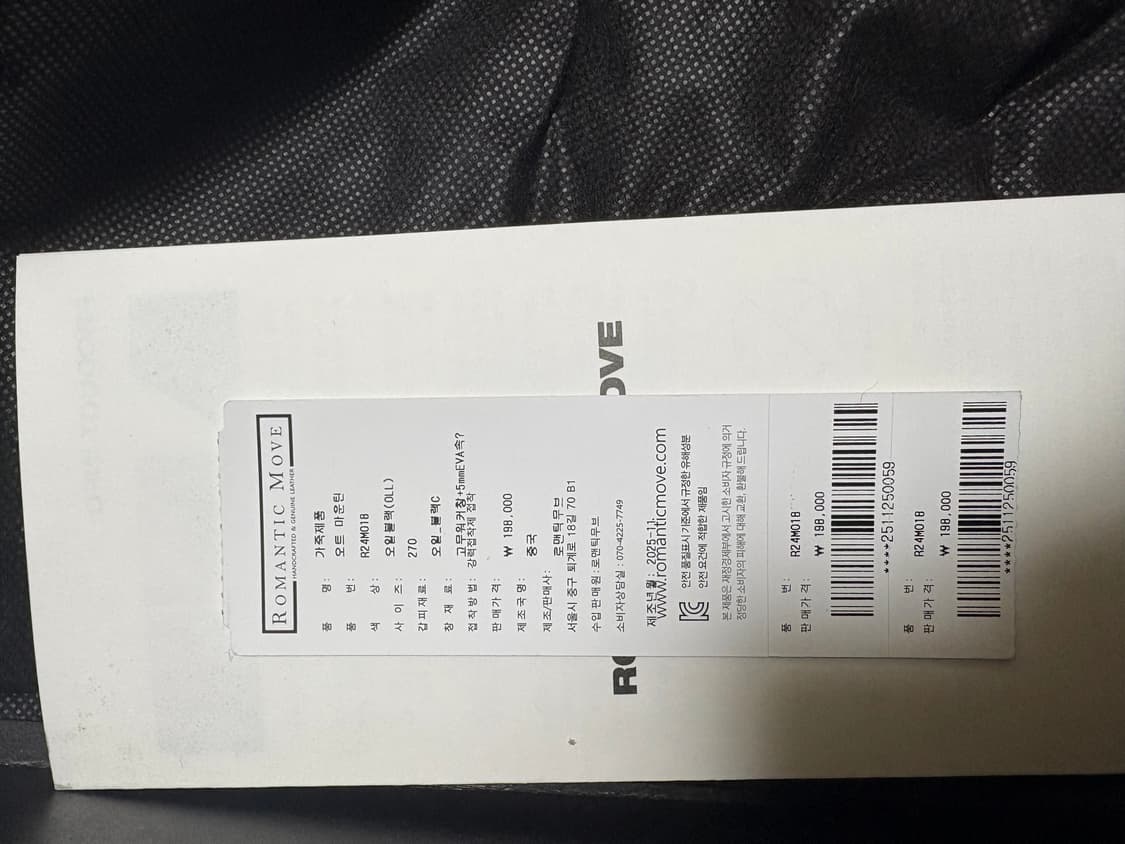 ROMANTIC MOVE
HANDCRAFTED & GENUINE LEATHER
가죽제품
품 명 : 오트 마운틴
품 번 : R24M01B
색 상 : 오일블랙(OLL)
사 이 즈 : 270
갑피재료 : 오일_블랙C
창 재 료 : 고무워커창+5mmEVA속?
접착방법 : 강력접착제 접착
판매가격 : ₩ 198,000
제조국명 : 중국
제조/판매사 : 로맨틱무브
서울시 중구 퇴계로 18길 70 B1
수입 판매원 : 로맨틱무브
소비자상담실 : 070-4225-7749
제조년월 : 2025-11
www.romanticmove.com
안전 품질표시 기준에서 규정한 유해성분
안전 요건에 적합한 제품임
본 제품은 재정경제부에서 고시한 소비자 규정에 의거
정당한 소비자의 피해에 대해 교환, 환불해 드립니다.
품 번 : R24M01B
판매가격 : ₩ 198,000
****2511250059
품 번 : R24M01B
판매가격 : ₩ 198,000
****2511250059
RO
OVE